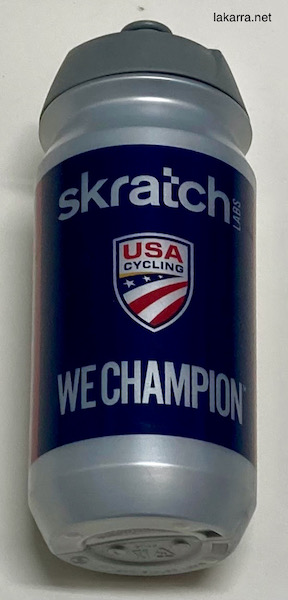 lakarra.net
skratch
LABS
USA
CYCLING
WE CHAMPION